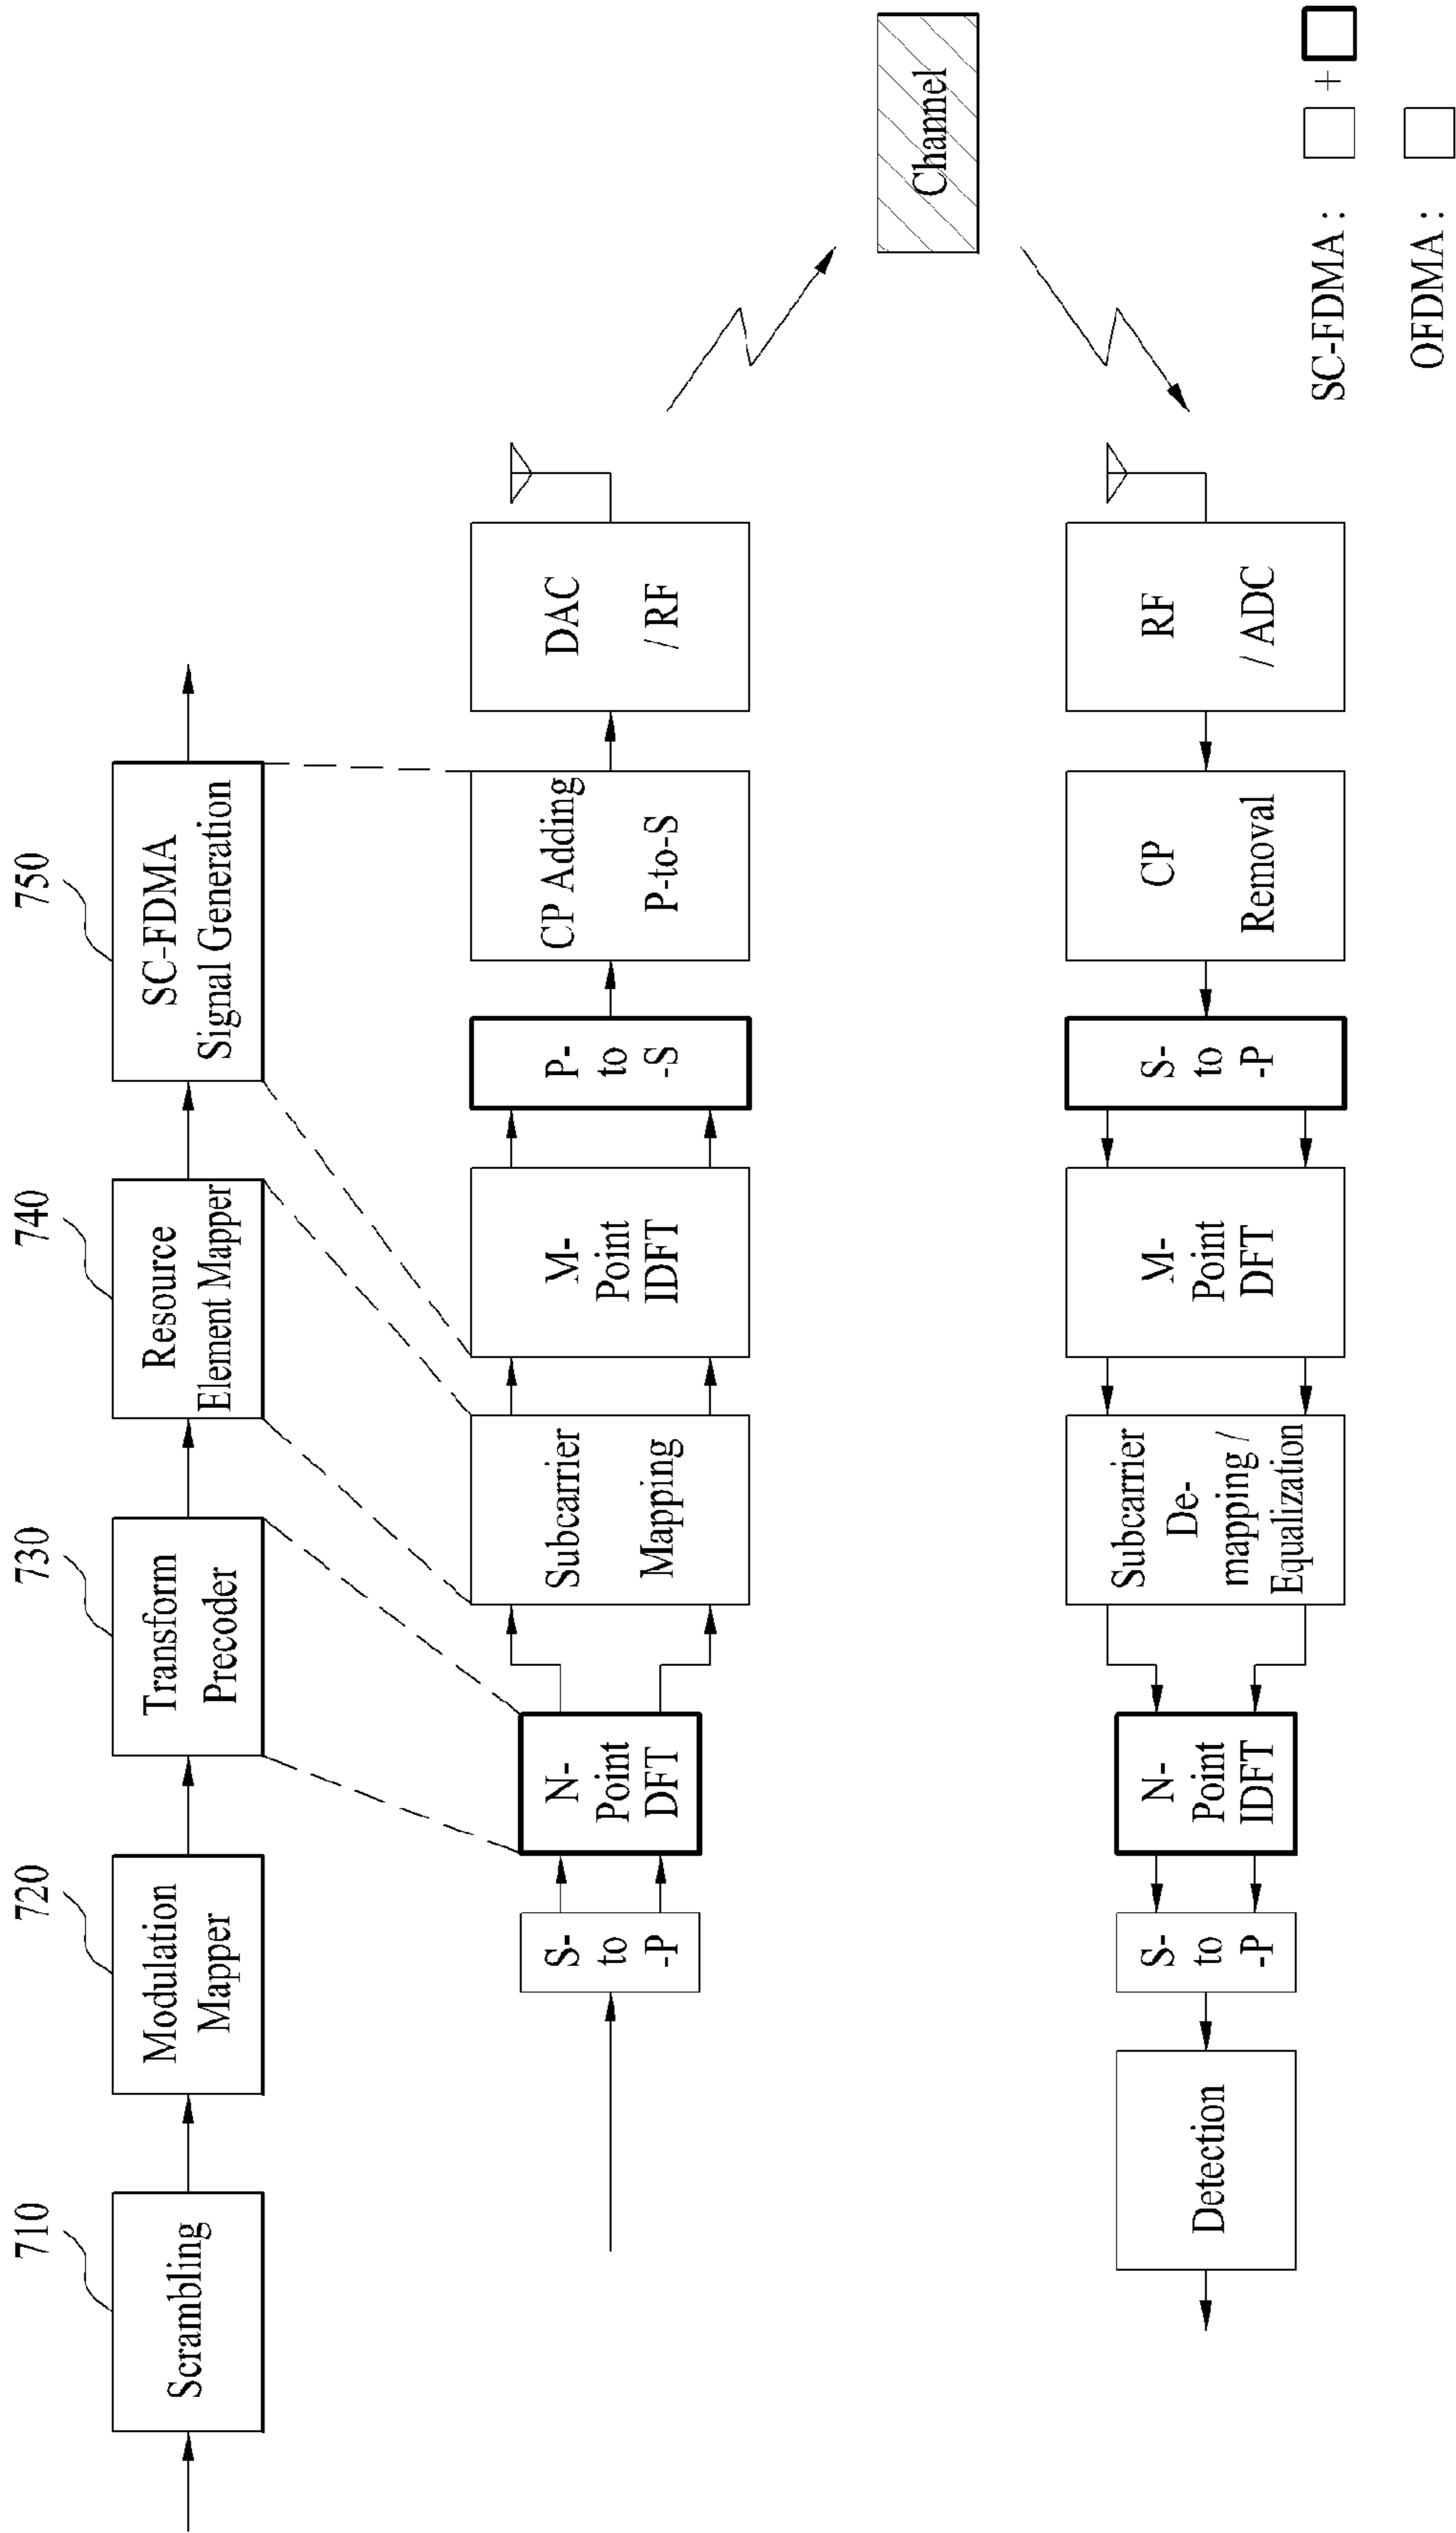 710
720
730
740
750
Scrambling
Modulation
Mapper
Transform
Precoder
Resource
Element Mapper
SC-FDMA
Signal Generation
S-
to
-P
N-
Point
DFT
Subcarrier
Mapping
M-
Point
IDFT
P-
to
-S
CP Adding
P-to-S
DAC
/ RF
Channel
Detection
S-
to
-P
N-
Point
IDFT
Subcarrier
De-
mapping /
Equalization
M-
Point
DFT
S-
to
-P
CP
Removal
RF
/ ADC
SC-FDMA : +
OFDMA :